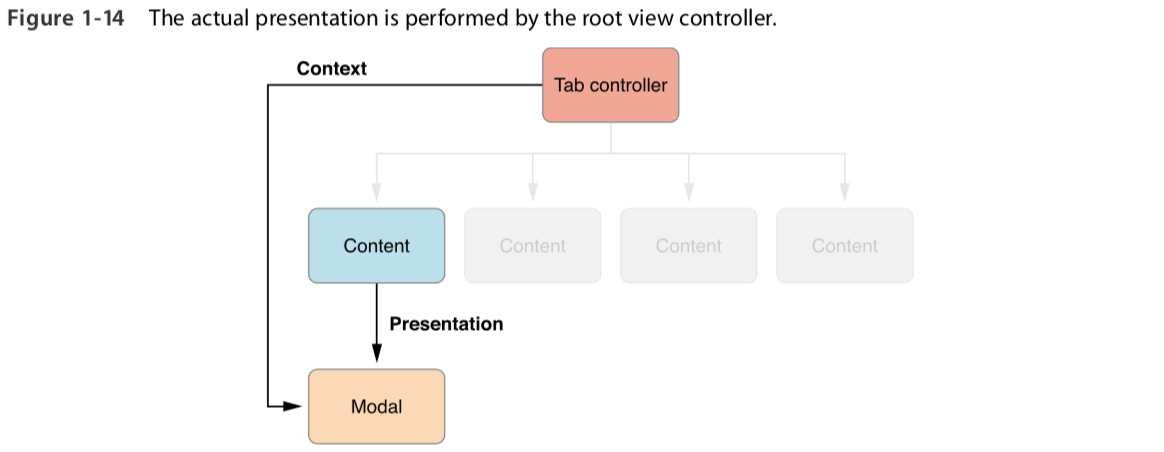 Figure 1-14 The actual presentation is performed by the root view controller.
Context
Tab controller
Content
Content
Content
Content
Presentation
Modal